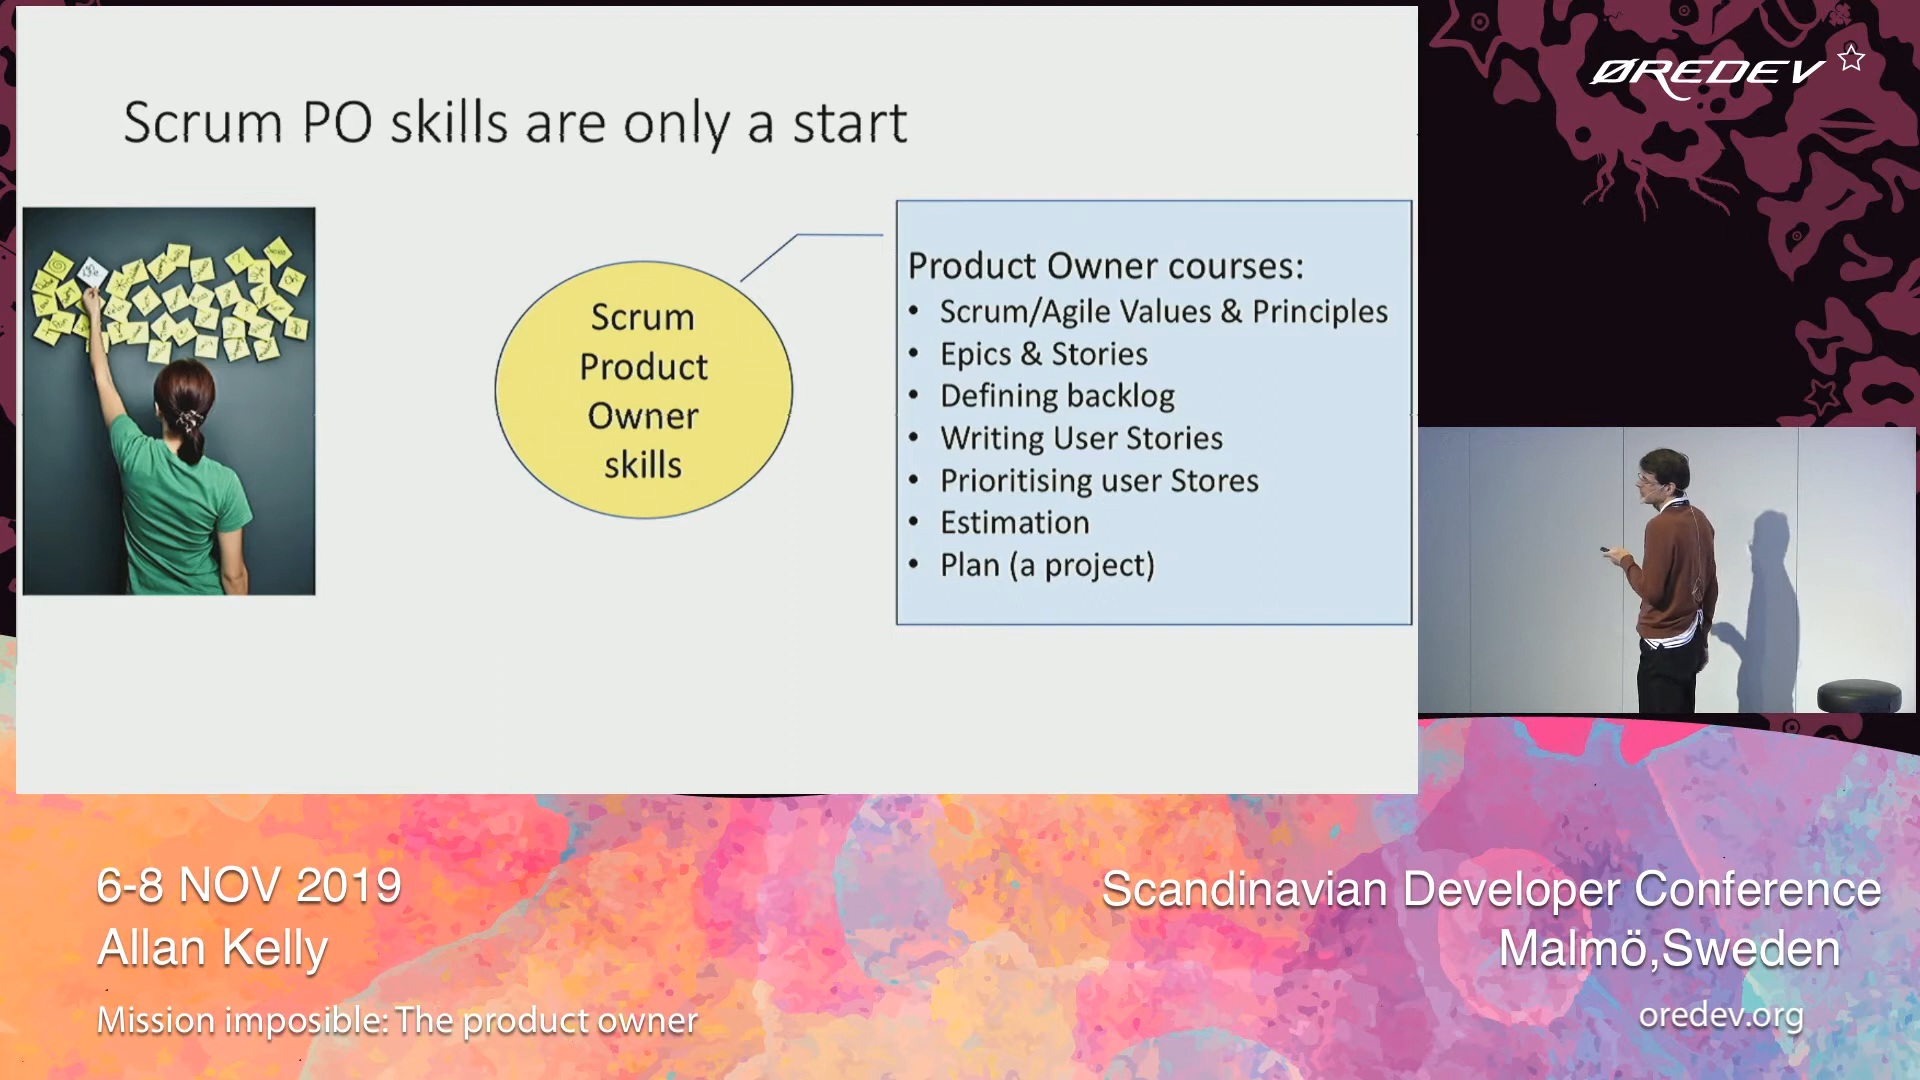 Scrum PO skills are only a start
Scrum
Product
Owner
skills
Product Owner courses:
• Scrum/Agile Values & Principles
• Epics & Stories
• Defining backlog
• Writing User Stories
• Prioritising user Stores
• Estimation
• Plan (a project)
ØREDEV
6-8 NOV 2019
Allan Kelly
Mission imposible: The product owner
Scandinavian Developer Conference
Malmö,Sweden
oredev.org